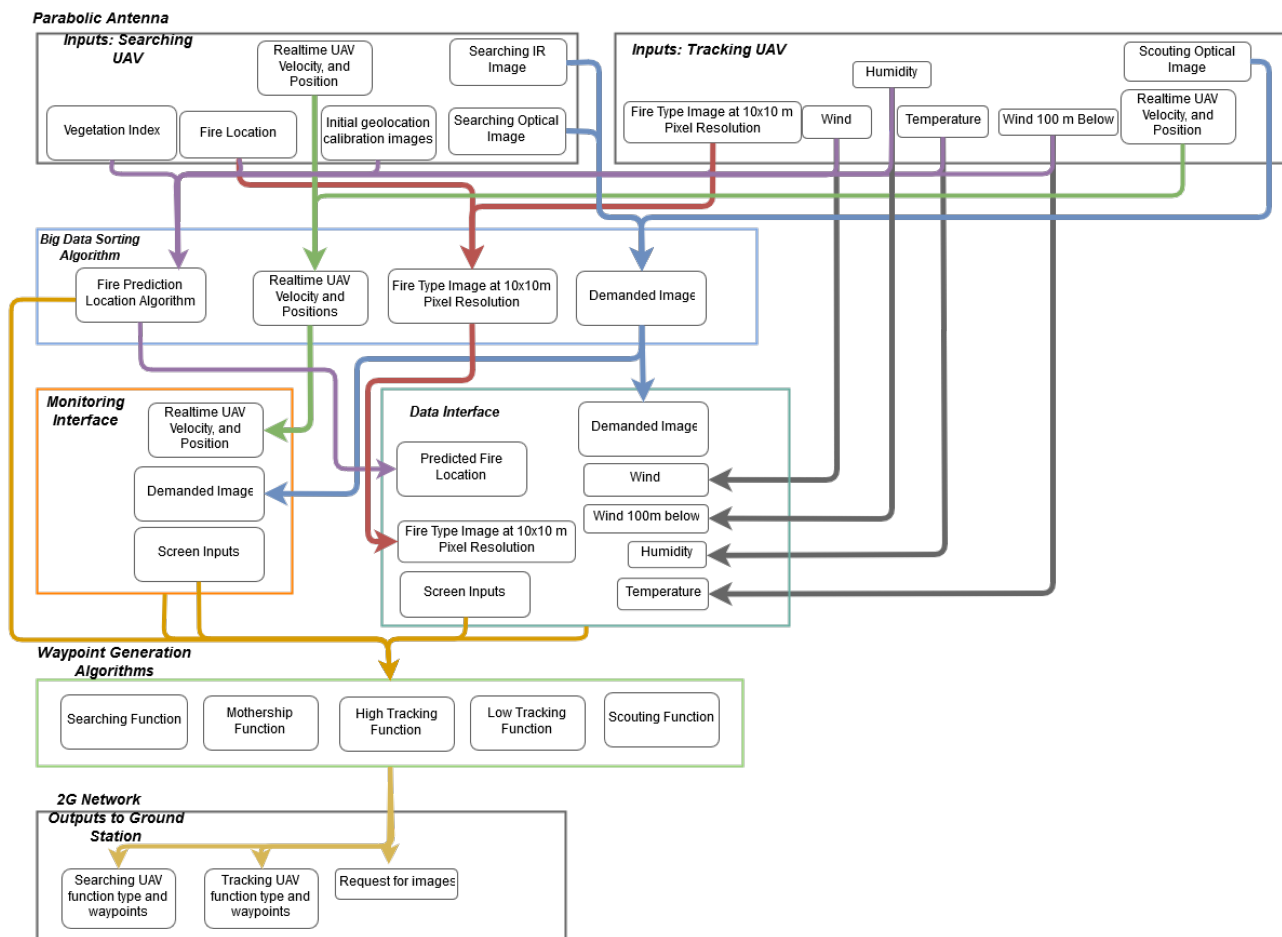 Parabolic Antenna
Inputs: Searching
UAV
Realtime UAV
Velocity, and
Position
Searching IR
Image
Vegetation Index
Fire Location
Initial geolocation
calibration images
Searching Optical
Image
Inputs: Tracking UAV
Humidity
Scouting Optical
Image
Fire Type Image at 10x10 m
Pixel Resolution
Wind
Temperature
Wind 100 m Below
Realtime UAV
Velocity, and
Position
Big Data Sorting
Algorithm
Fire Prediction
Location Algorithm
Realtime UAV
Velocity and
Positions
Fire Type Image at 10x10m
Pixel Resolution
Demanded Image
Monitoring
Interface
Realtime UAV
Velocity, and
Position
Demanded Image
Screen Inputs
Data Interface
Demanded Image
Predicted Fire
Location
Wind
Wind 100m below
Fire Type Image at 10x10 m
Pixel Resolution
Humidity
Screen Inputs
Temperature
Waypoint Generation
Algorithms
Searching Function
Mothership
Function
High Tracking
Function
Low Tracking
Function
Scouting Function
2G Network
Outputs to Ground
Station
Searching UAV
function type and
waypoints
Tracking UAV
function type and
waypoints
Request for images